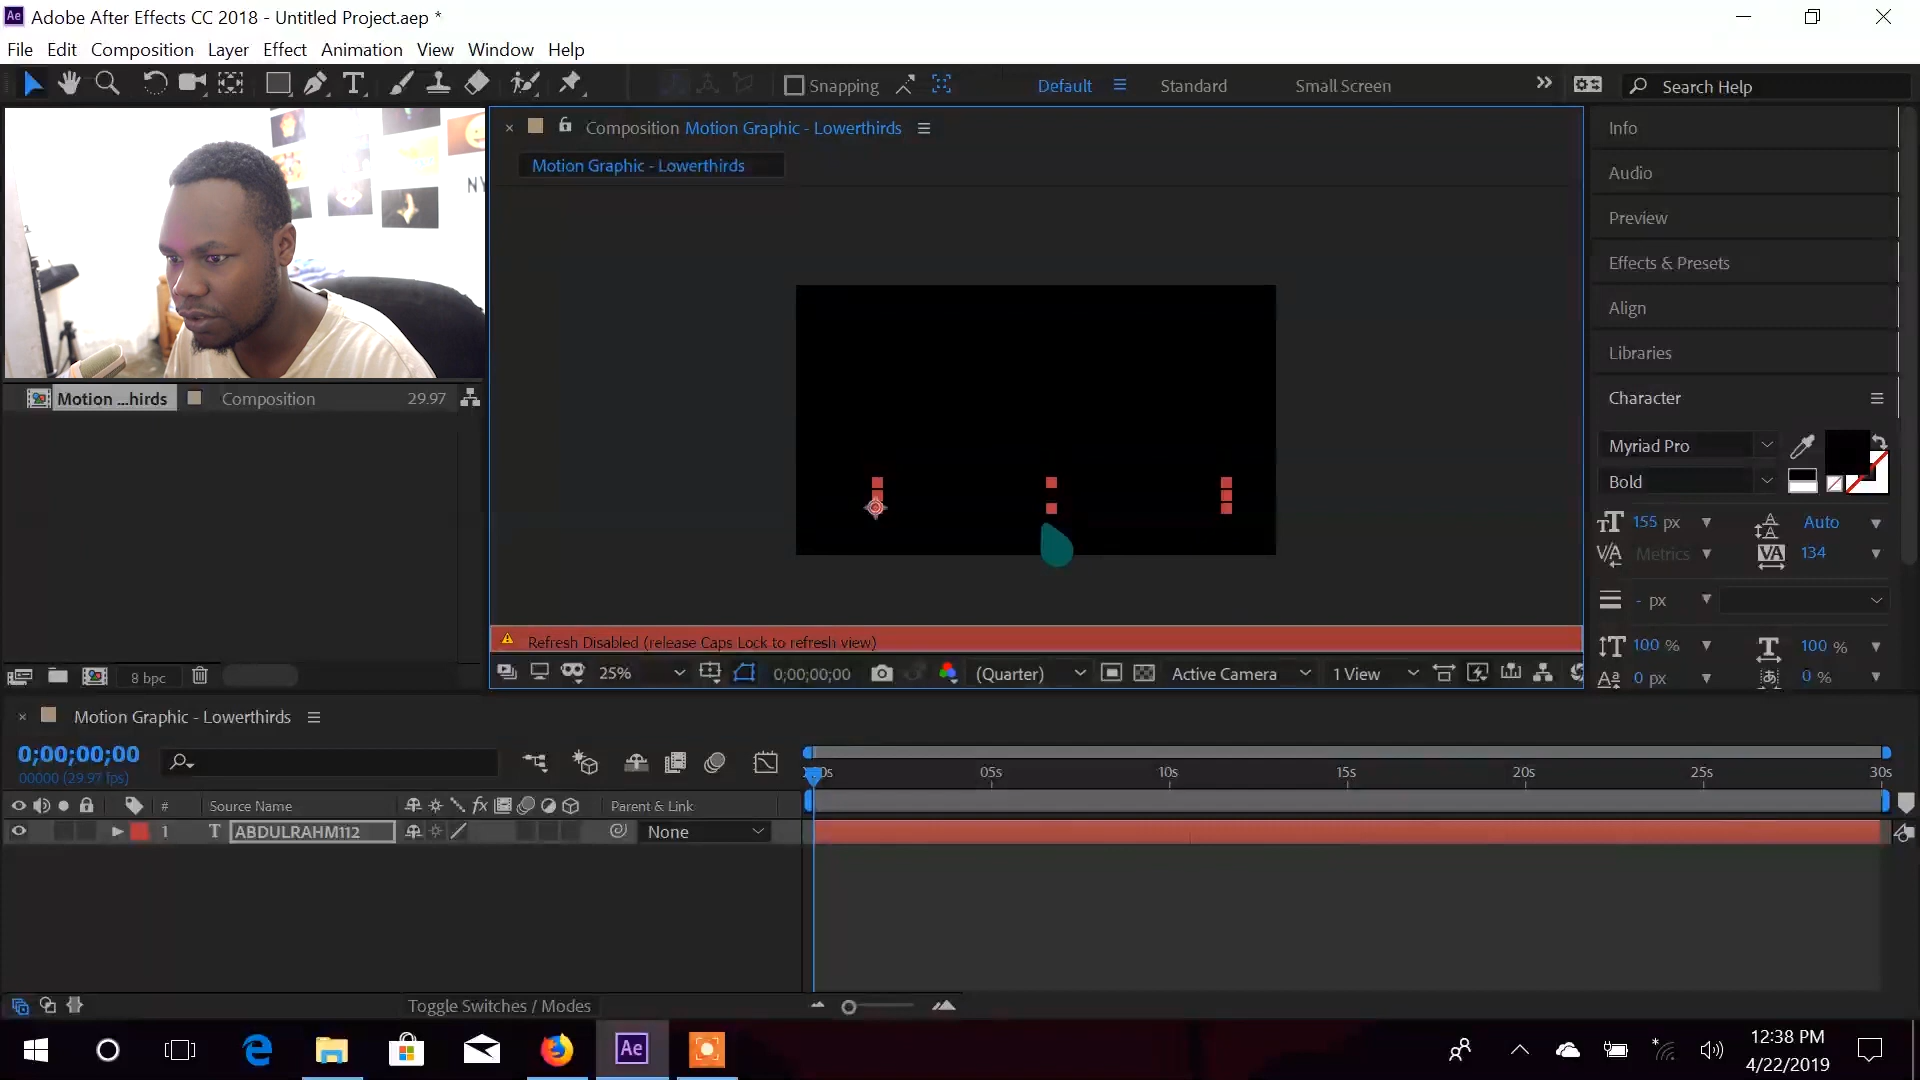 Ae Adobe After Effects CC 2018 - Untitled Project.aep *
File Edit Composition Layer Effect Animation View Window Help
Snapping Default Standard Small Screen Search Help
Composition Motion Graphic - Lowerthirds
Motion Graphic - Lowerthirds
NY
Info
Audio
Preview
Effects & Presets
Align
Libraries
Character
Myriad Pro
Bold
155 px Auto
Metrics 134
- px
100 % 100 %
0 px 0 %
Motion ...hirds Composition 29.97
8 bpc
Refresh Disabled (release Caps Lock to refresh view)
25% 0;00;00;00 (Quarter) Active Camera 1 View
Motion Graphic - Lowerthirds
0;00;00;00
00000 (29.97 fps)
05s 10s 15s 20s 25s 30s
# Source Name fx Parent & Link
1 T ABDULRAHM112 None
Toggle Switches / Modes
Ae
12:38 PM
4/22/2019